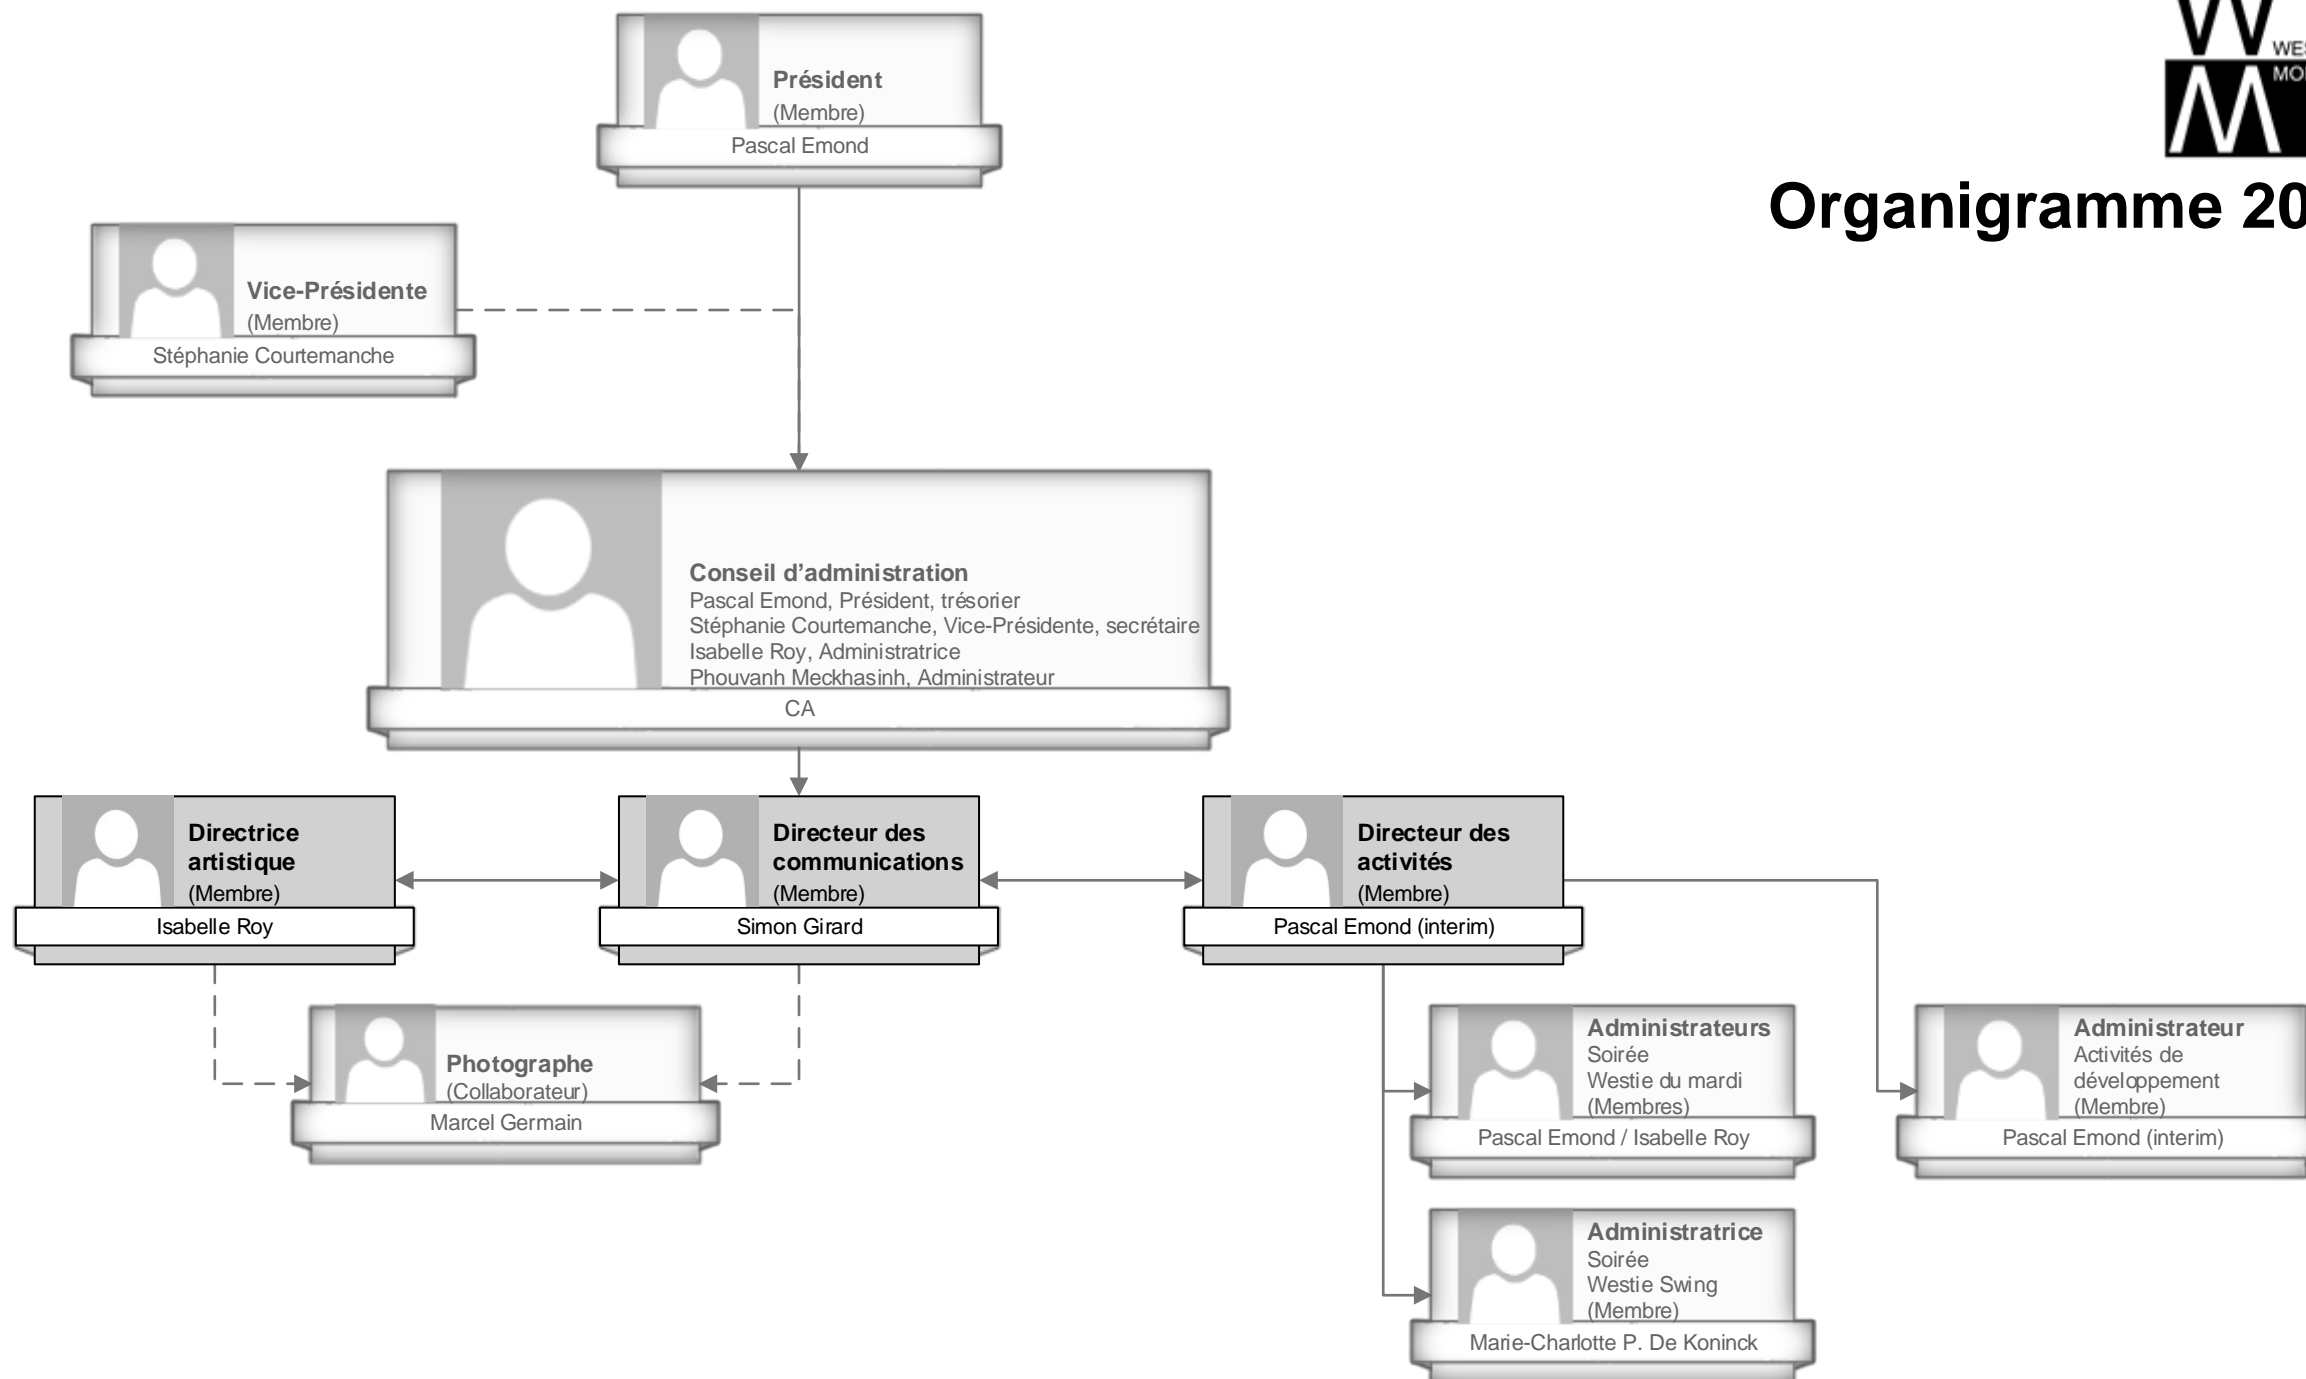 Président
(Membre)
Pascal Emond
Organigramme 20
Vice-Présidente
(Membre)
Stéphanie Courtemanche
Conseil d’administration
Pascal Emond, Président, trésorier
Stéphanie Courtemanche, Vice-Présidente, secrétaire
Isabelle Roy, Administratrice
Phouvanh Meckhasinh, Administrateur
CA
Directrice
artistique
(Membre)
Isabelle Roy
Directeur des
communications
(Membre)
Simon Girard
Directeur des
activités
(Membre)
Pascal Emond (interim)
Photographe
(Collaborateur)
Marcel Germain
Administrateurs
Soirée
Westie du mardi
(Membres)
Pascal Emond / Isabelle Roy
Administrateur
Activités de
développement
(Membre)
Pascal Emond (interim)
Administratrice
Soirée
Westie Swing
(Membre)
Marie-Charlotte P. De Koninck